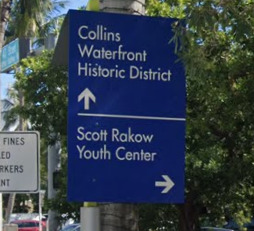 Collins
Waterfront
Historic District
Scott Rakow
Youth Center
FINES